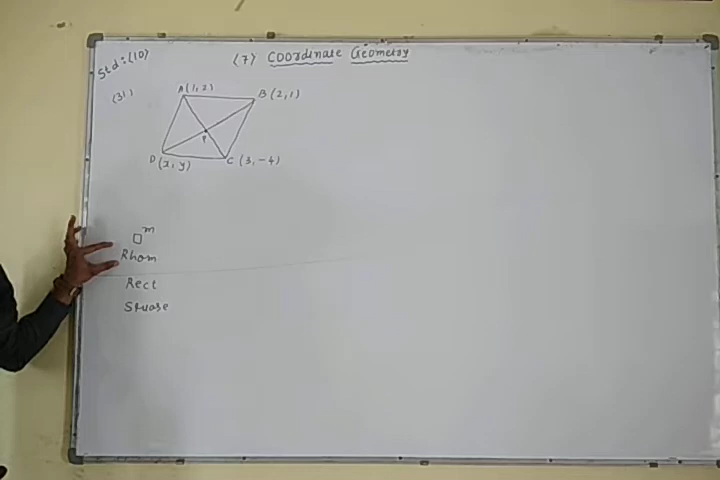 Std:(10)
(7) Coordinate Geometry
(31)
A(1,2)
B(2,1)
P
D(x,y)
C(3,-4)
□m
Rhom
Rect
Square